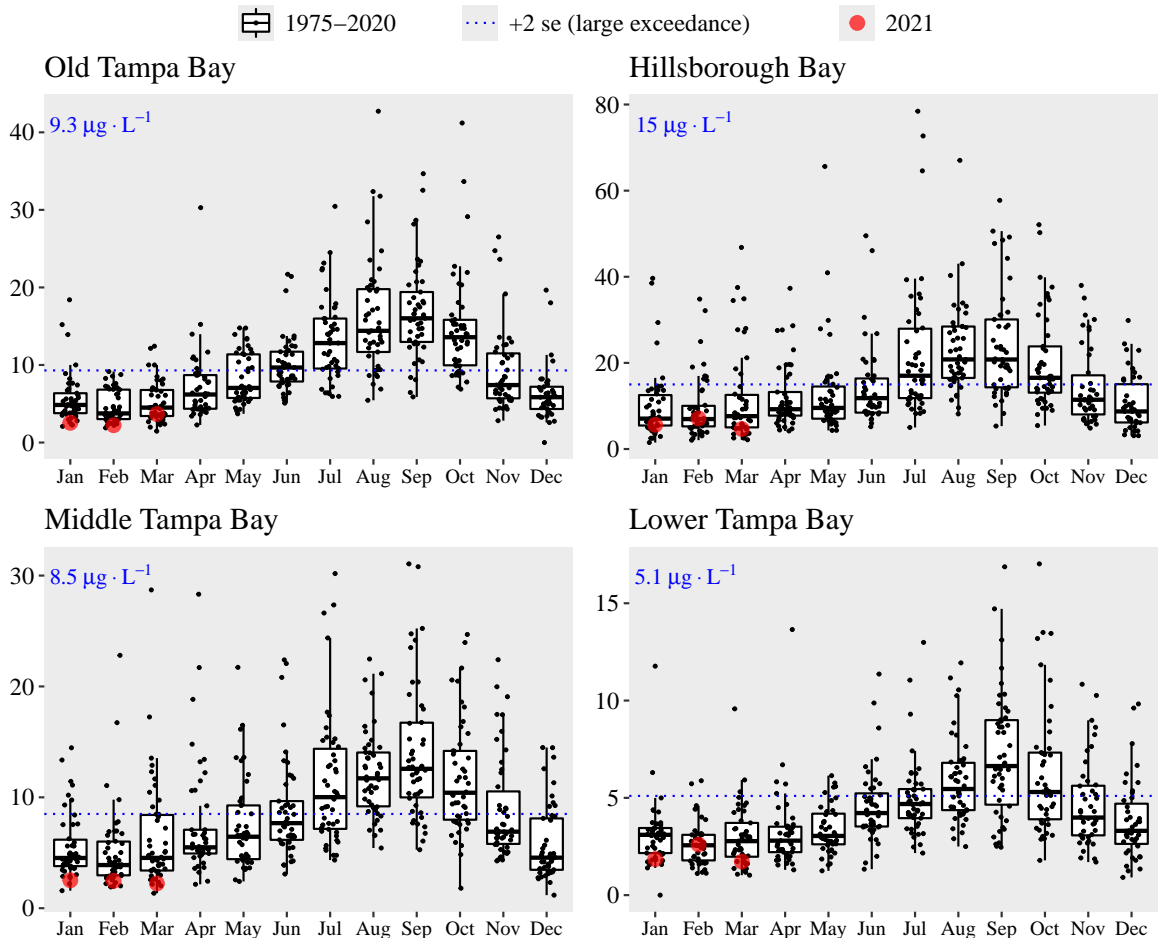 1975–2020 +2 se (large exceedance) 2021
Old Tampa Bay
9.3 μg · L⁻¹
40
30
20
10
0
Jan Feb Mar Apr May Jun Jul Aug Sep Oct Nov Dec
Hillsborough Bay
15 μg · L⁻¹
80
60
40
20
0
Jan Feb Mar Apr May Jun Jul Aug Sep Oct Nov Dec
Middle Tampa Bay
8.5 μg · L⁻¹
30
20
10
0
Jan Feb Mar Apr May Jun Jul Aug Sep Oct Nov Dec
Lower Tampa Bay
5.1 μg · L⁻¹
15
10
5
0
Jan Feb Mar Apr May Jun Jul Aug Sep Oct Nov Dec